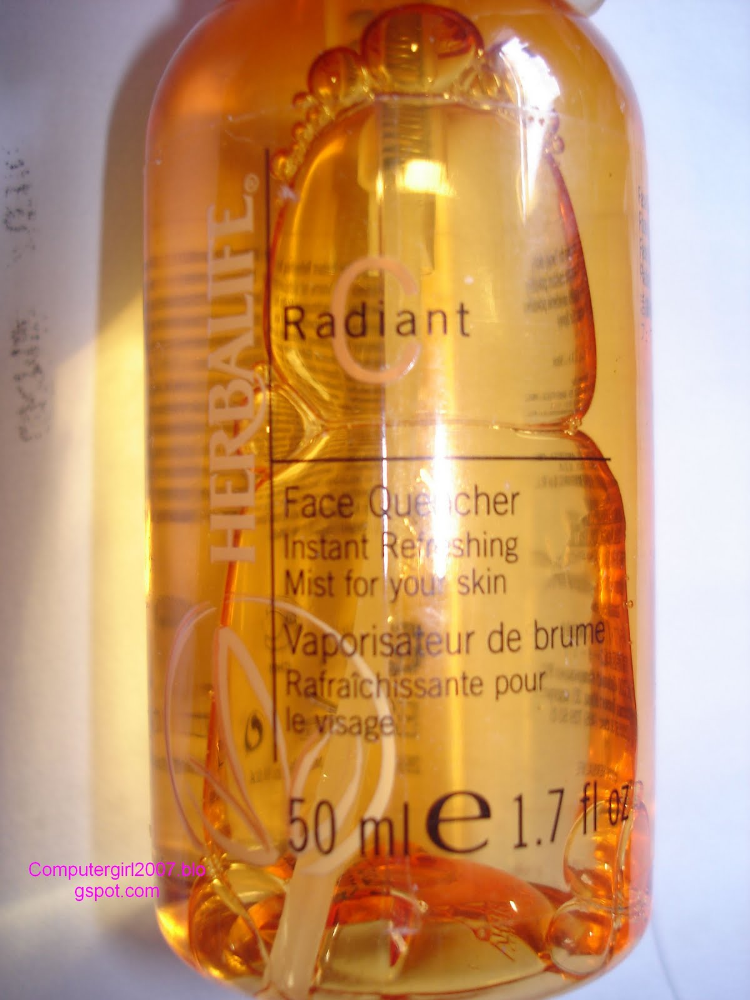 HERBALIFE®
C
Radiant
Face Quencher
Instant Refreshing
Mist for your skin
Vaporisateur de brume
Rafraîchissante pour
le visage
50 ml e 1.7 fl oz
Computergirl2007.blo
gspot.com